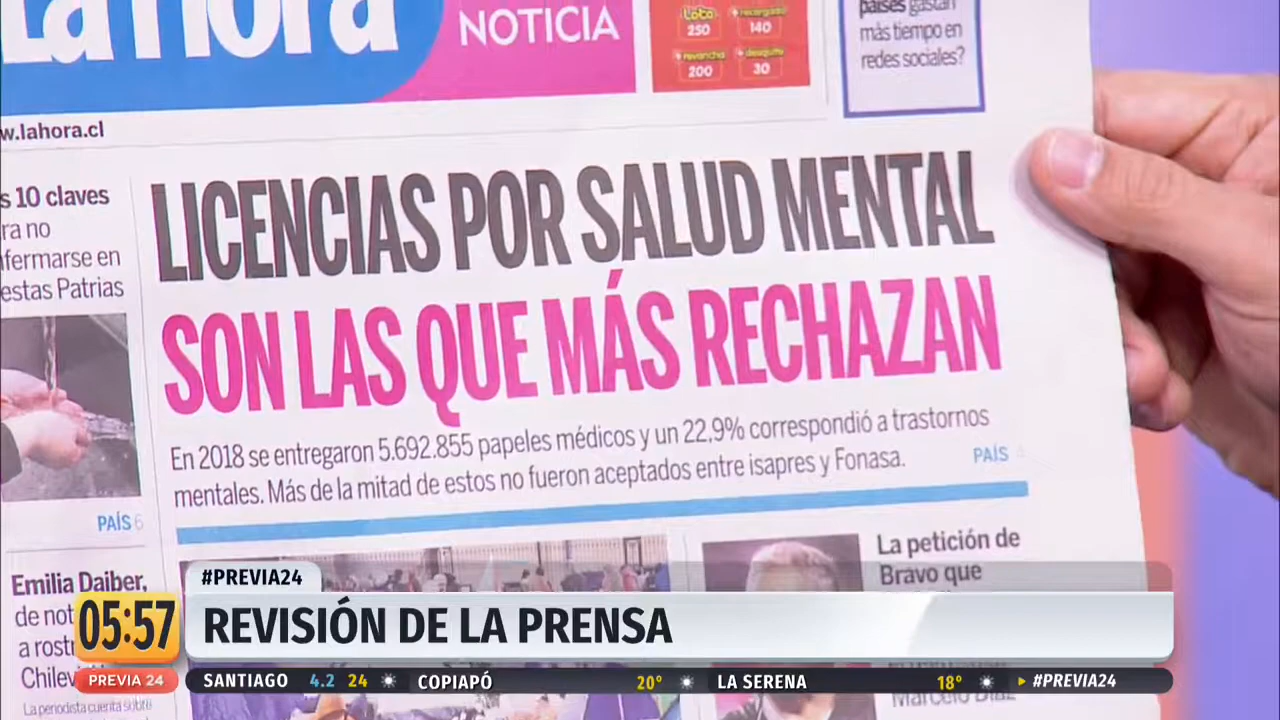 La Hora
NOTICIA
Loto
250
recargado
140
revancha
200
desquite
30
países gastan
más tiempo en
redes sociales?
w.lahora.cl
s 10 claves
ra no
nfermarse en
estas Patrias
PAÍS 6
LICENCIAS POR SALUD MENTAL
SON LAS QUE MÁS RECHAZAN
En 2018 se entregaron 5.692.855 papeles médicos y un 22,9% correspondió a trastornos
mentales. Más de la mitad de estos no fueron aceptados entre isapres y Fonasa.
PAÍS
Emilia Daiber,
de not
a rostr
Chilev
La periodista cuenta sobre
La petición de
Bravo que
Marcelo Díaz
#PREVIA24
05:57
REVISIÓN DE LA PRENSA
PREVIA 24
SANTIAGO 4.2 24 COPIAPÓ 20° LA SERENA 18° #PREVIA24